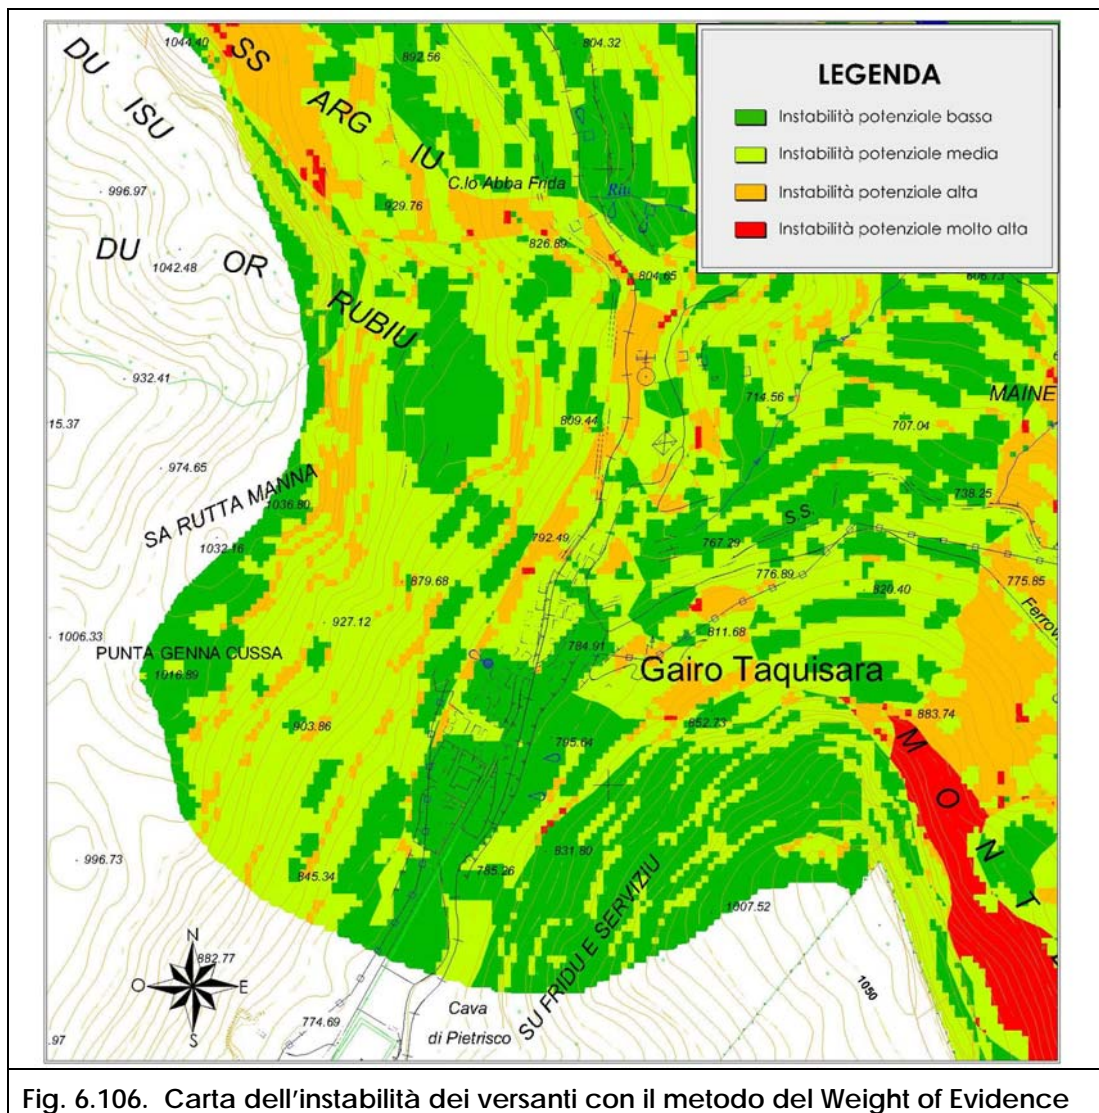 1044.40
SS
892.56
804.32
DU
ISU
ARG
IU
LEGENDA
Instabilità potenziale bassa
Instabilità potenziale media
Instabilità potenziale alta
Instabilità potenziale molto alta
996.97
C.lo Abba Frida
Riu
929.76
DU
OR
826.89
1042.48
804.65
606.73
RUBIU
932.41
714.56
MAINE
15.37
809.44
707.04
974.65
SA RUTTA MANNA
1036.80
738.25
S.S.
1032.16
792.49
767.29
776.89
775.85
879.68
820.40
927.12
Ferrovi
1006.33
811.68
PUNTA GENNA CUSSA
784.91
1016.89
Gairo Taquisara
903.86
852.73
883.74
795.64
M
O
N
T
996.73
831.80
845.34
785.26
1007.52
SU FRIDU E SERVIZIU
N
882.77
O
E
S
1050
Cava
di Pietrisco
774.69
.97
Fig. 6.106. Carta dell'instabilità dei versanti con il metodo del Weight of Evidence